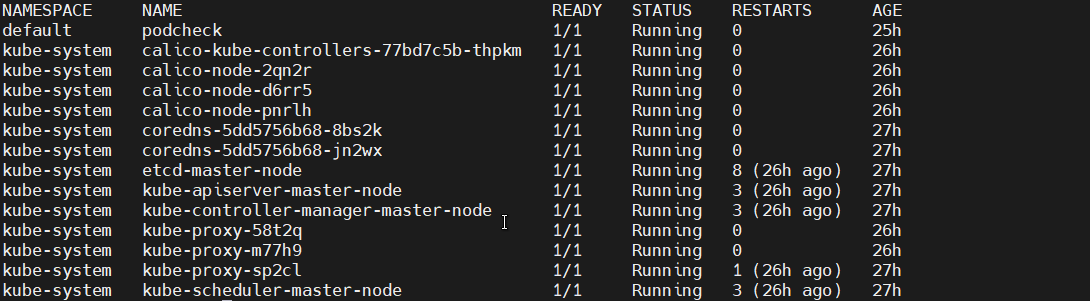 NAMESPACE     NAME                                     READY   STATUS    RESTARTS      AGE
default       podcheck                                 1/1     Running   0             25h
kube-system   calico-kube-controllers-77bd7c5b-thpkm   1/1     Running   0             26h
kube-system   calico-node-2qn2r                        1/1     Running   0             26h
kube-system   calico-node-d6rr5                        1/1     Running   0             26h
kube-system   calico-node-pnrlh                        1/1     Running   0             26h
kube-system   coredns-5dd5756b68-8bs2k                 1/1     Running   0             27h
kube-system   coredns-5dd5756b68-jn2wx                 1/1     Running   0             27h
kube-system   etcd-master-node                         1/1     Running   8 (26h ago)   27h
kube-system   kube-apiserver-master-node               1/1     Running   3 (26h ago)   27h
kube-system   kube-controller-manager-master-node      1/1     Running   3 (26h ago)   27h
kube-system   kube-proxy-58t2q                         1/1     Running   0             26h
kube-system   kube-proxy-m77h9                         1/1     Running   0             26h
kube-system   kube-proxy-sp2cl                         1/1     Running   1 (26h ago)   27h
kube-system   kube-scheduler-master-node               1/1     Running   3 (26h ago)   27h